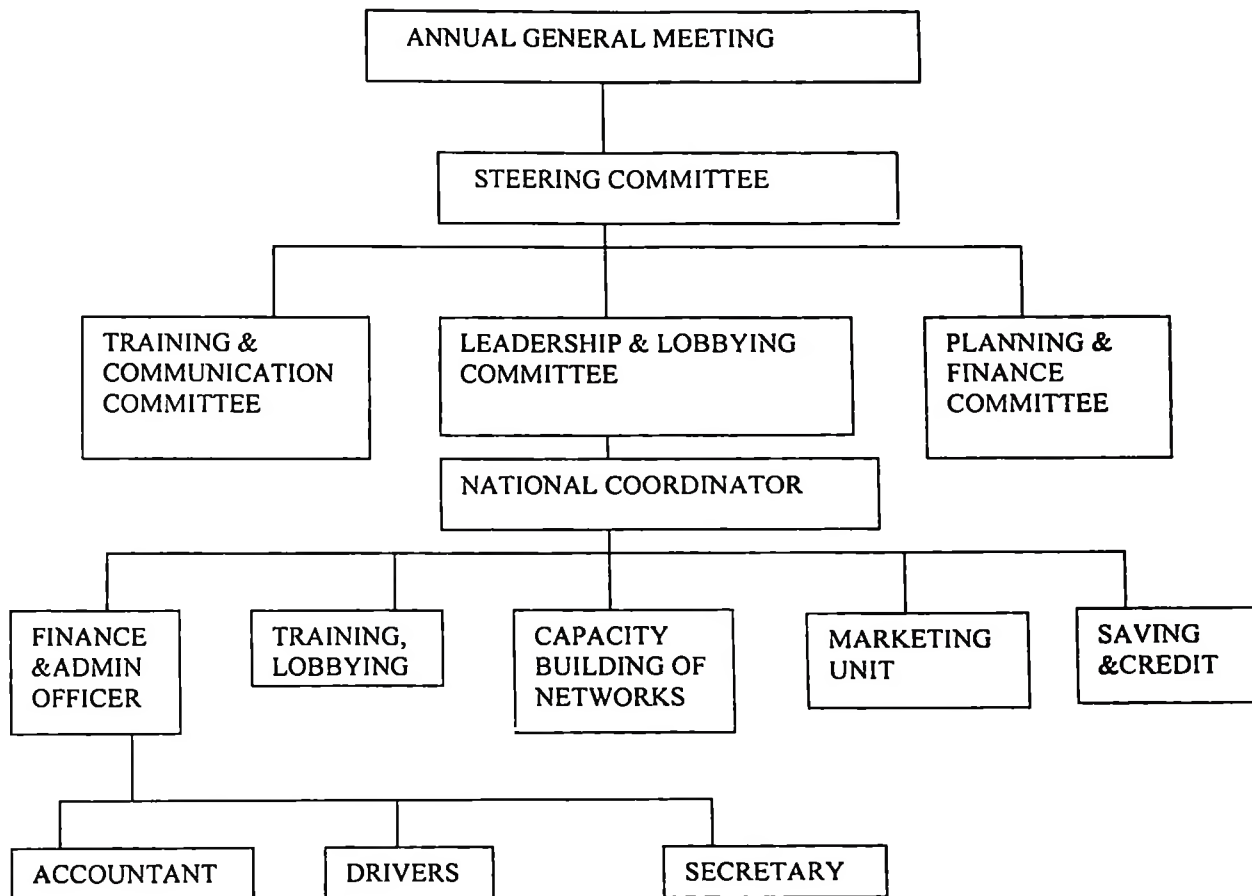 ANNUAL GENERAL MEETING
STEERING COMMITTEE
TRAINING &
COMMUNICATION
COMMITTEE
LEADERSHIP & LOBBYING
COMMITTEE
PLANNING &
FINANCE
COMMITTEE
NATIONAL COORDINATOR
FINANCE
&ADMIN
OFFICER
TRAINING,
LOBBYING
CAPACITY
BUILDING OF
NETWORKS
MARKETING
UNIT
SAVING
&CREDIT
ACCOUNTANT
DRIVERS
SECRETARY